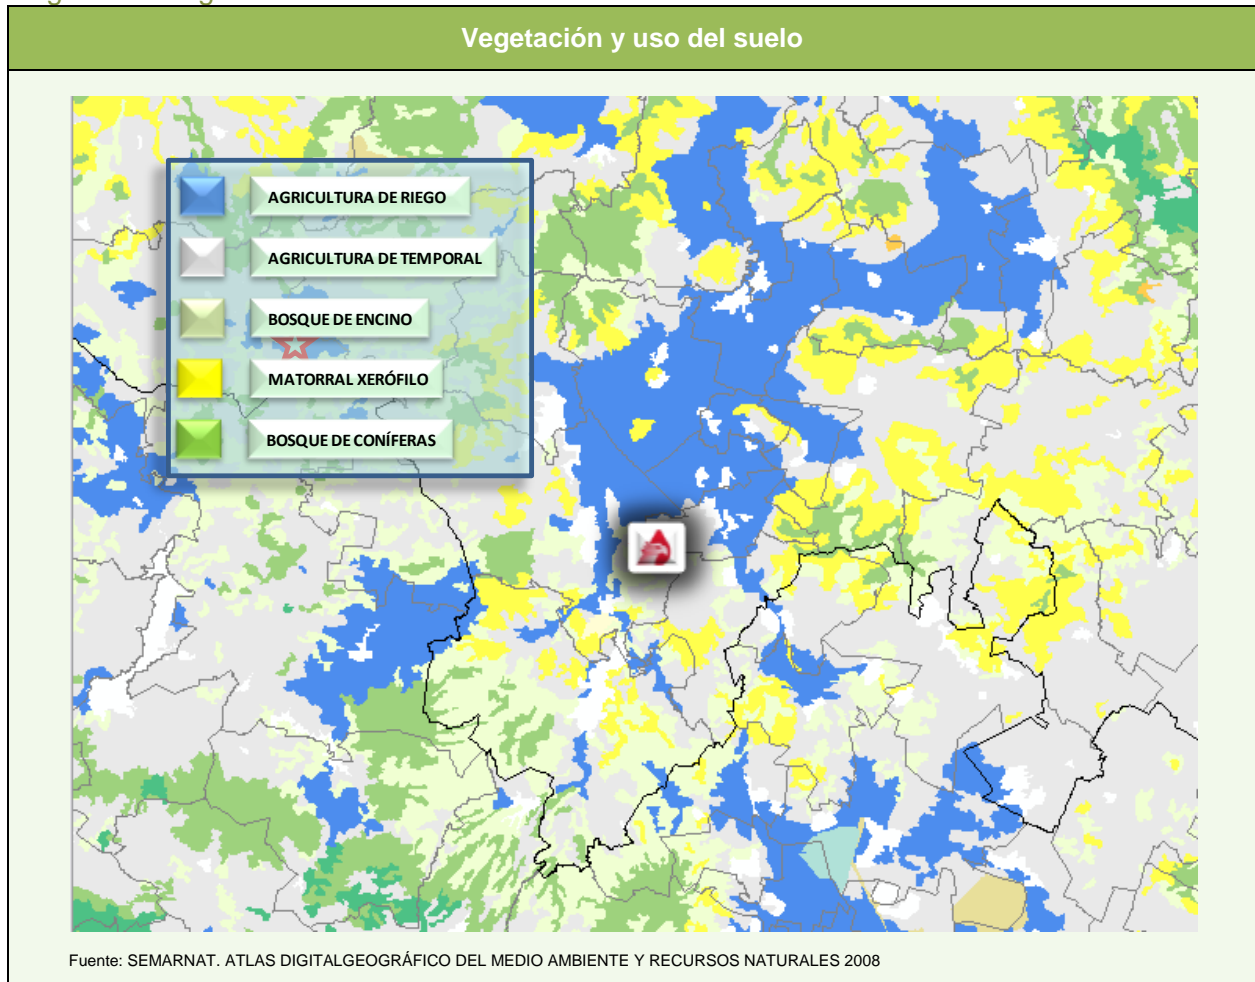 Vegetación y uso del suelo
AGRICULTURA DE RIEGO
AGRICULTURA DE TEMPORAL
BOSQUE DE ENCINO
MATORRAL XERÓFILO
BOSQUE DE CONÍFERAS
Fuente: SEMARNAT. ATLAS DIGITALGEOGRÁFICO DEL MEDIO AMBIENTE Y RECURSOS NATURALES 2008